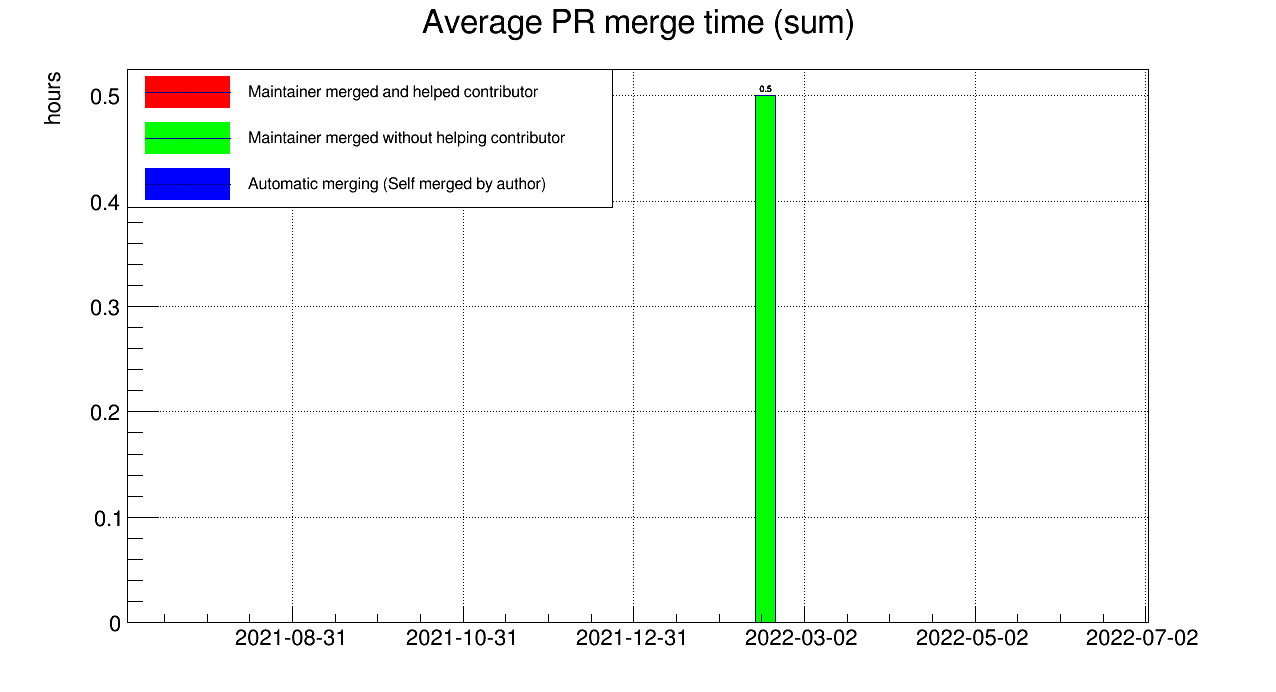 Average PR merge time (sum)
hours
Maintainer merged and helped contributor
Maintainer merged without helping contributor
Automatic merging (Self merged by author)
0.5
0.5
0.4
0.3
0.2
0.1
0
2021-08-31 2021-10-31 2021-12-31 2022-03-02 2022-05-02 2022-07-02